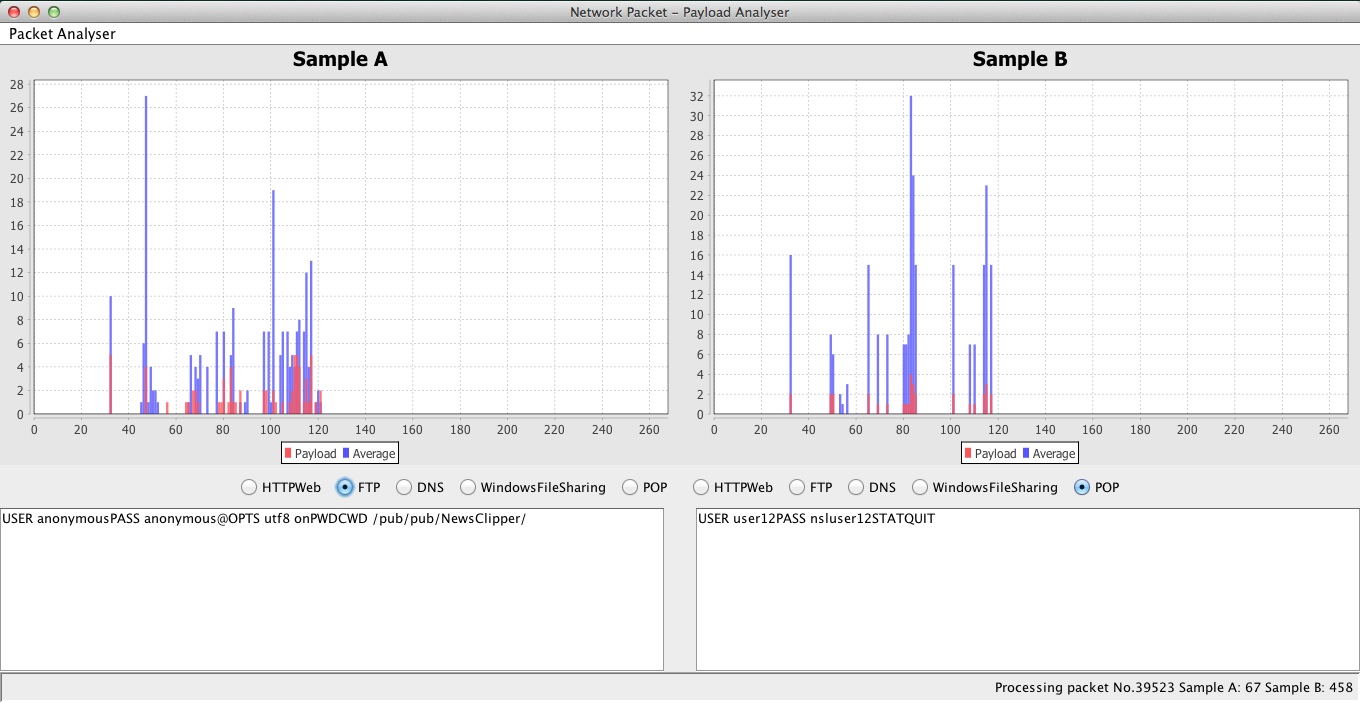 Network Packet – Payload Analyser
Packet Analyser
Sample A
28
26
24
22
20
18
16
14
12
10
8
6
4
2
0
0 20 40 60 80 100 120 140 160 180 200 220 240 260
Payload Average
Sample B
32
30
28
26
24
22
20
18
16
14
12
10
8
6
4
2
0
0 20 40 60 80 100 120 140 160 180 200 220 240 260
Payload Average
HTTPWeb FTP DNS WindowsFileSharing POP
HTTPWeb FTP DNS WindowsFileSharing POP
USER anonymousPASS anonymous@OPTS utf8 onPWDCWD /pub/pub/NewsClipper/
USER user12PASS nsluser12STATQUIT
Processing packet No.39523 Sample A: 67 Sample B: 458